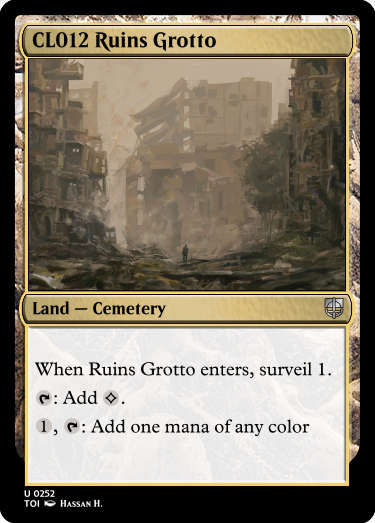 CL012 Ruins Grotto
Land — Cemetery
When Ruins Grotto enters, surveil 1.
: Add .
1, : Add one mana of any color
U 0252
TOI Hassan H.